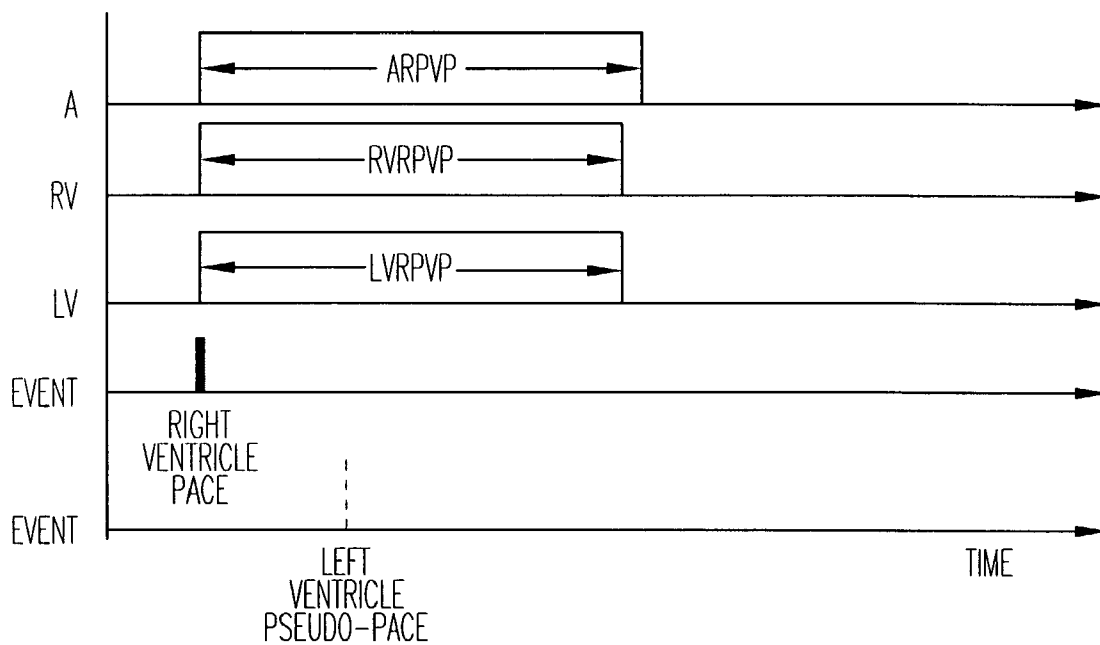 A
ARPVP
RV
RVRPVP
LV
LVRPVP
EVENT
RIGHT
VENTRICLE
PACE
EVENT
LEFT
VENTRICLE
PSEUDO-PACE
TIME